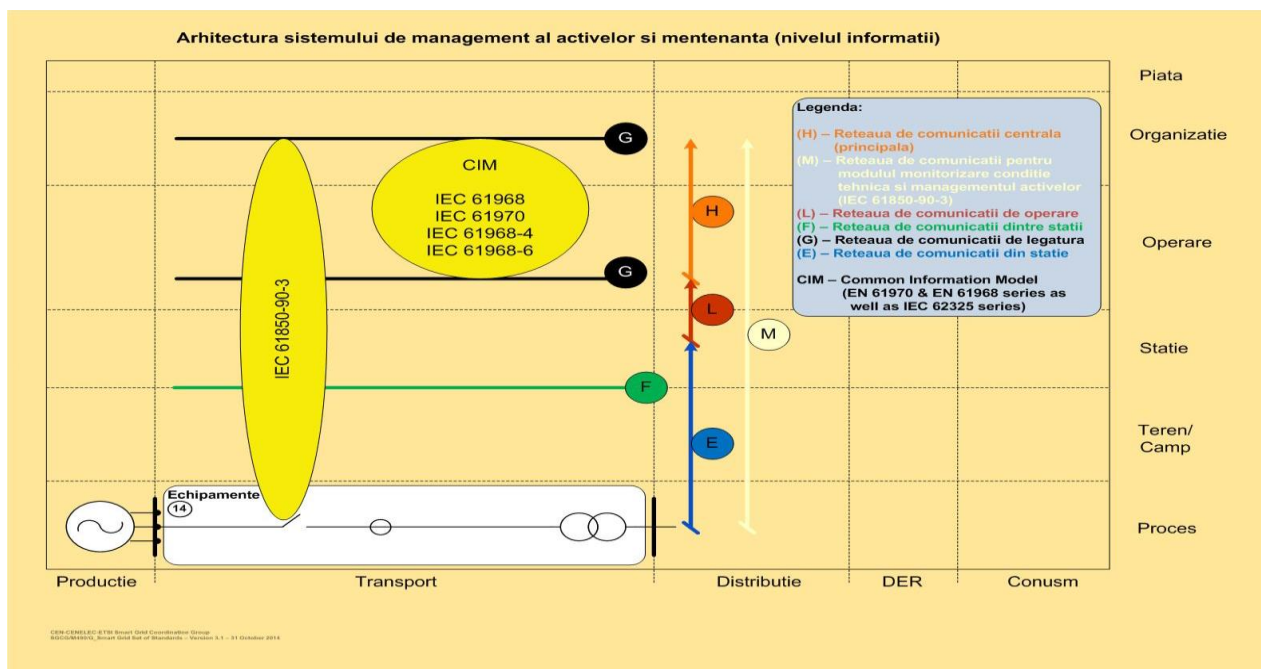 Arhitectura sistemului de management al activelor si mentenanta (nivelul informatii)
Piata
Organizatie
Operare
Statie
Teren/
Camp
Proces
Legenda:
(H) – Reteaua de comunicatii centrala
(principala)
(M) – Reteaua de comunicatii pentru
modulul monitorizare conditie
tehnica si managementul activelor
(IEC 61850-90-3)
(L) – Reteaua de comunicatii de operare
(F) – Reteaua de comunicatii dintre statii
(G) – Reteaua de comunicatii de legatura
(E) – Reteaua de comunicatii din statie
CIM – Common Information Model
(EN 61970 & EN 61968 series as
well as IEC 62325 series)
G
CIM
IEC 61968
IEC 61970
IEC 61968-4
IEC 61968-6
H
G
L
M
IEC 61850-90-3
F
E
Echipamente
14
Productie
Transport
Distributie
DER
Conusm
CEN-CENELEC-ETSI Smart Grid Coordination Group
SGCG/M490/G_Smart Grid Set of Standards – Version 3.1 – 31 October 2014